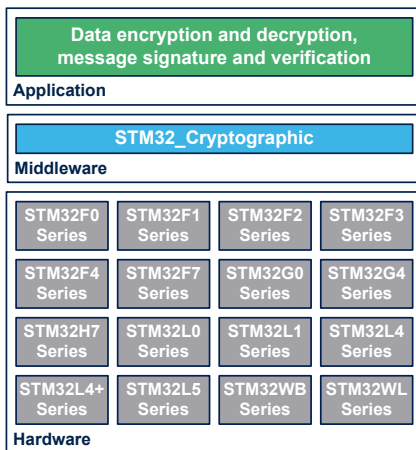 Data encryption and decryption,
message signature and verification
Application
STM32_Cryptographic
Middleware
STM32F0
Series
STM32F1
Series
STM32F2
Series
STM32F3
Series
STM32F4
Series
STM32F7
Series
STM32G0
Series
STM32G4
Series
STM32H7
Series
STM32L0
Series
STM32L1
Series
STM32L4
Series
STM32L4+
Series
STM32L5
Series
STM32WB
Series
STM32WL
Series
Hardware